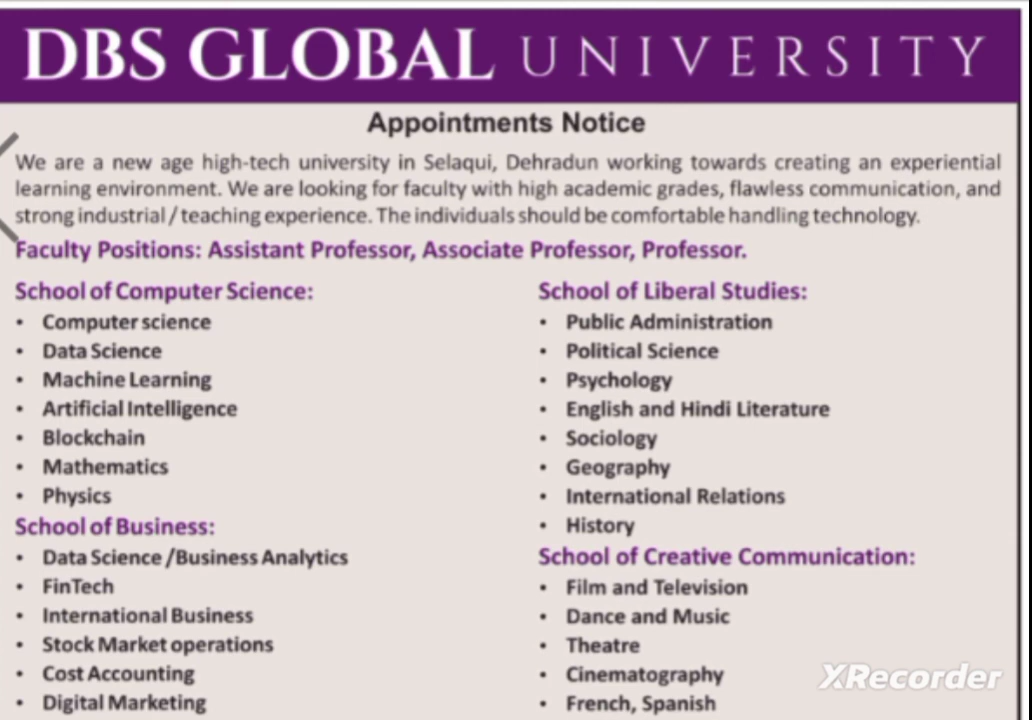 DBS GLOBAL UNIVERSITY
Appointments Notice
We are a new age high-tech university in Selaqui, Dehradun working towards creating an experiential
learning environment. We are looking for faculty with high academic grades, flawless communication, and
strong industrial / teaching experience. The individuals should be comfortable handling technology.
Faculty Positions: Assistant Professor, Associate Professor, Professor.
School of Computer Science:
• Computer science
• Data Science
• Machine Learning
• Artificial Intelligence
• Blockchain
• Mathematics
• Physics
School of Business:
• Data Science /Business Analytics
• FinTech
• International Business
• Stock Market operations
• Cost Accounting
• Digital Marketing
School of Liberal Studies:
• Public Administration
• Political Science
• Psychology
• English and Hindi Literature
• Sociology
• Geography
• International Relations
• History
School of Creative Communication:
• Film and Television
• Dance and Music
• Theatre
• Cinematography
• French, Spanish
XRecorder